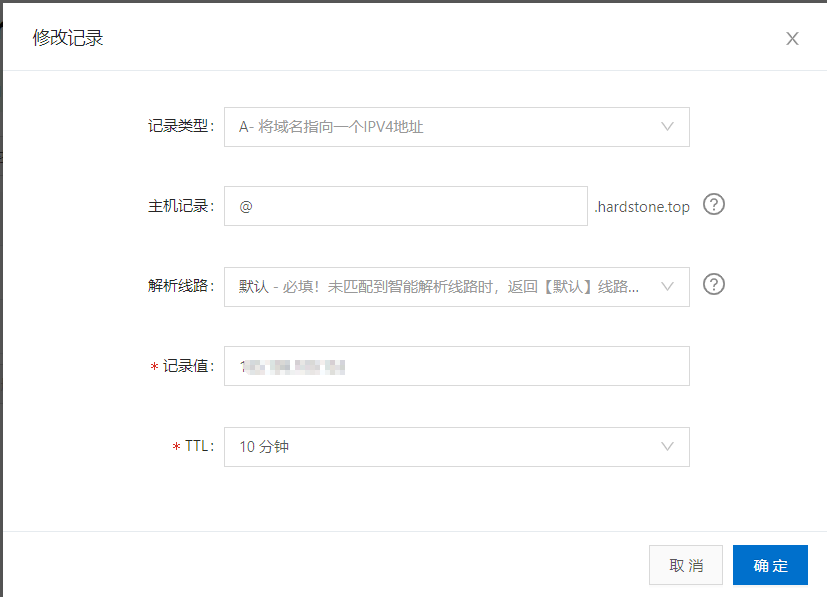 修改记录
记录类型:
A- 将域名指向一个IPV4地址
主机记录:
@
.hardstone.top
?
解析线路:
默认 - 必填！未匹配到智能解析线路时，返回【默认】线路...
?
* 记录值:
* TTL:
10 分钟
取 消
确 定